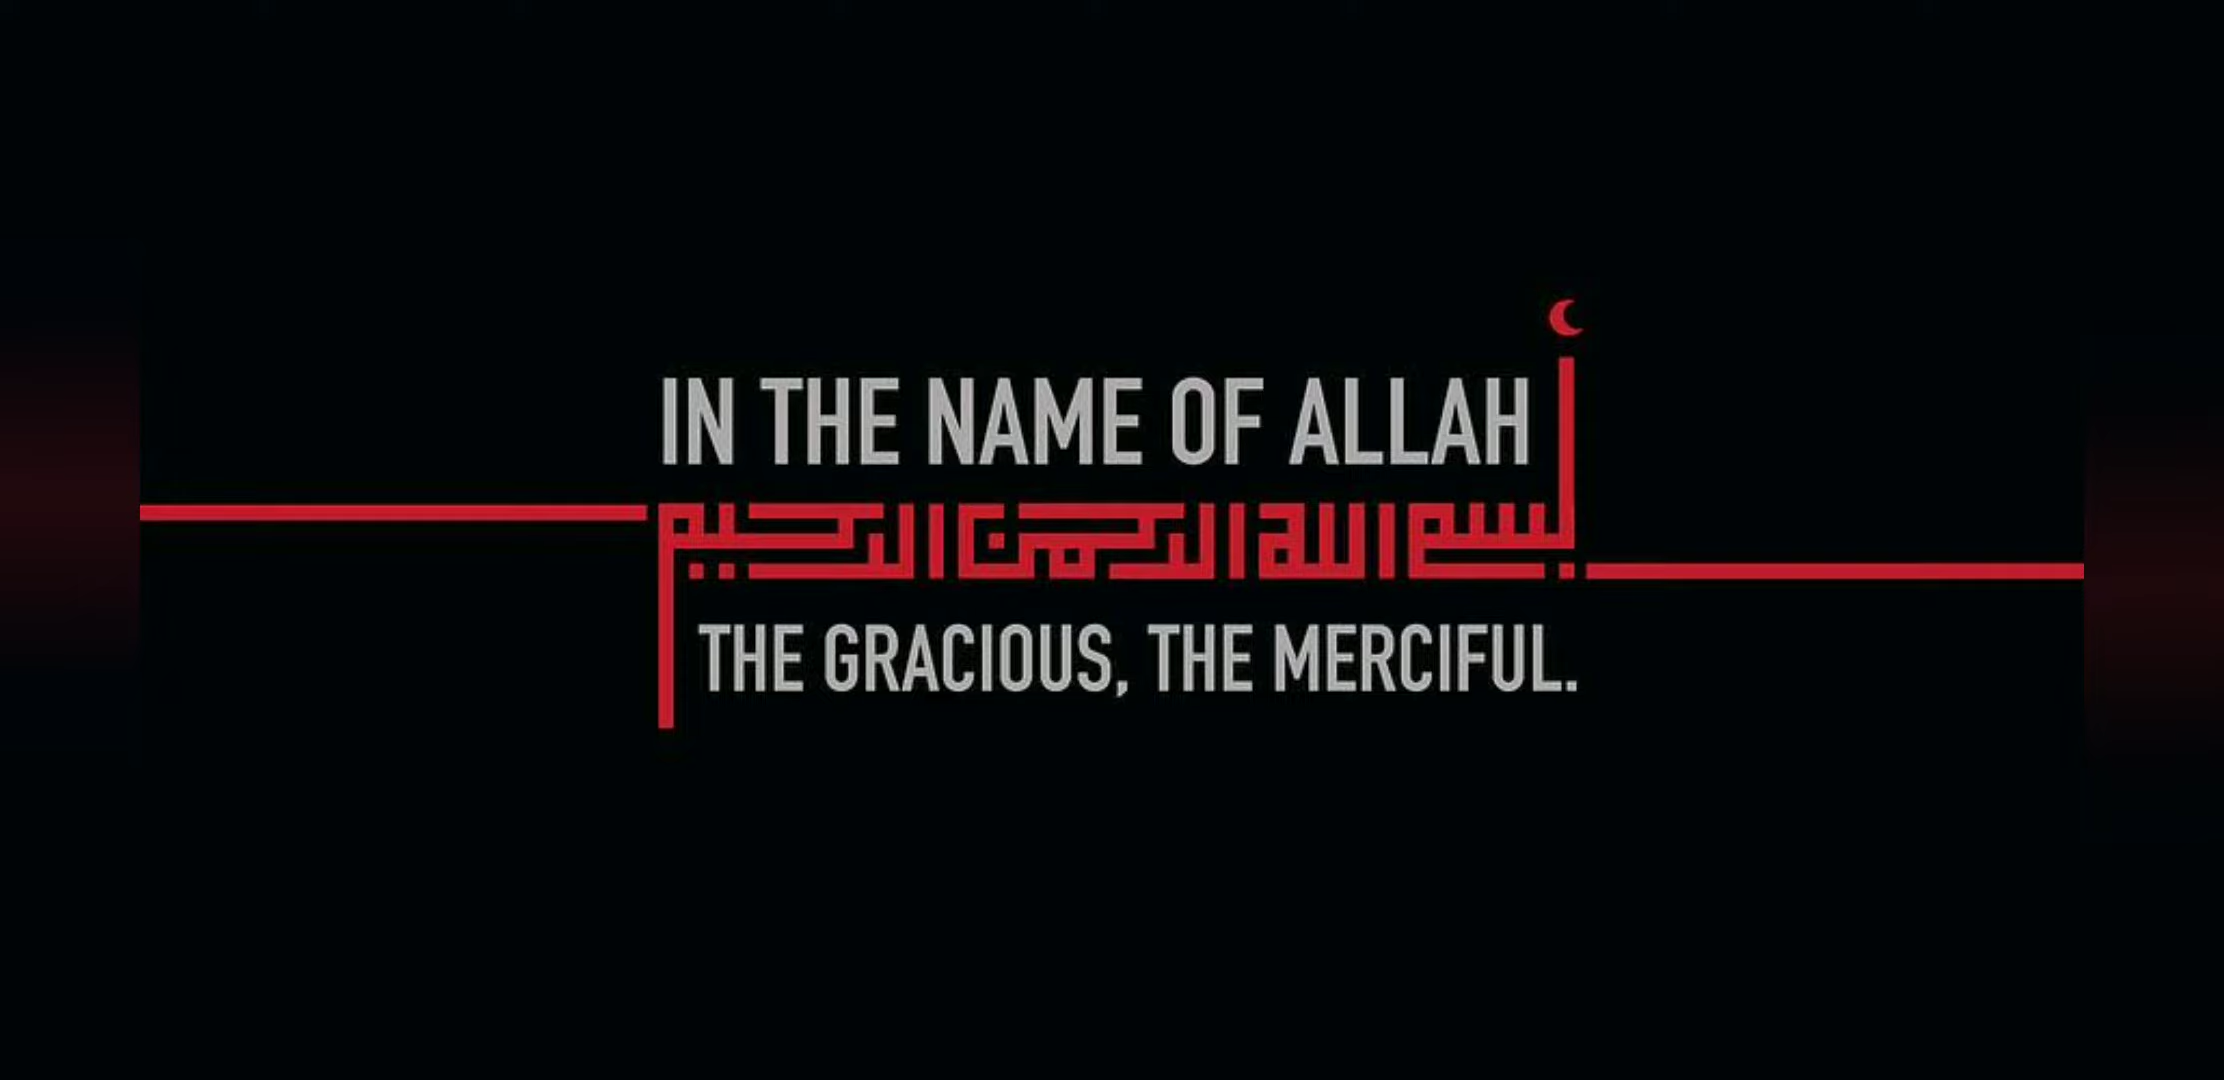 IN THE NAME OF ALLAH
بسم الله الرحمن الرحيم
THE GRACIOUS, THE MERCIFUL.